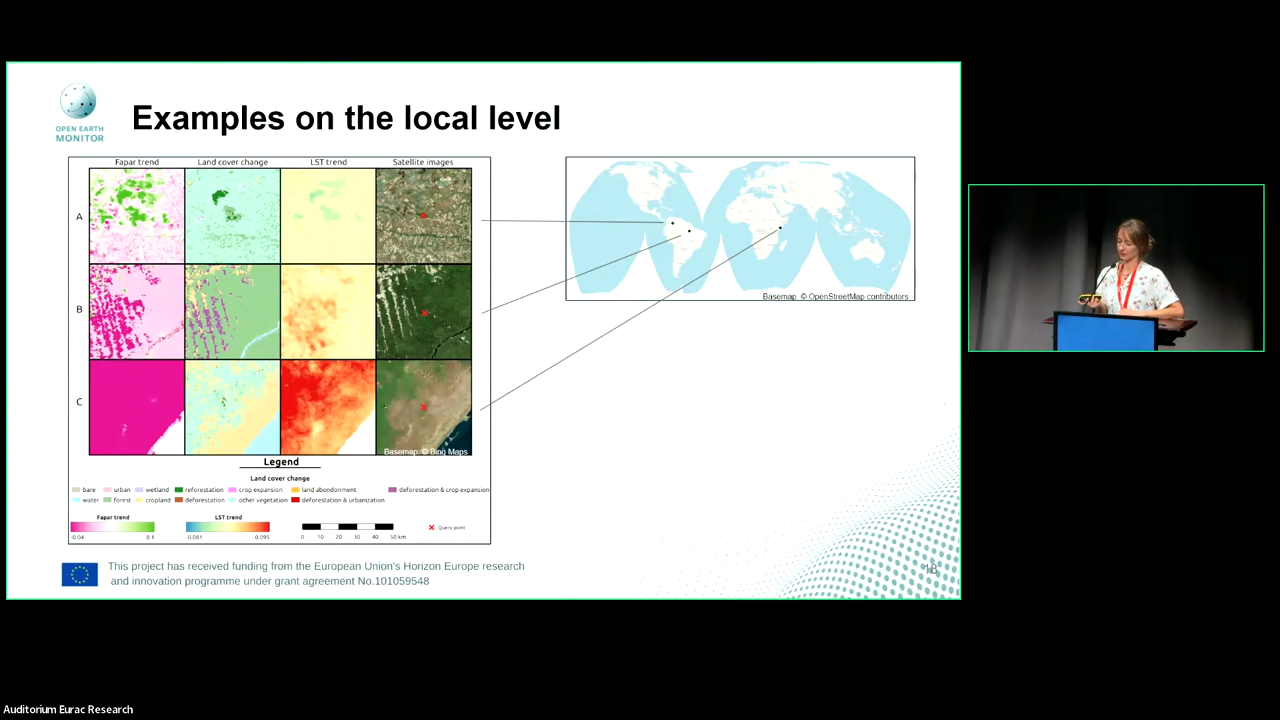 OPEN EARTH
MONITOR
Examples on the local level
Fapar trend
Land cover change
LST trend
Satellite images
A
B
C
Basemap: © Bing Maps
Basemap: © OpenStreetMap contributors
Legend
Land cover change
bare
urban
wetland
reforestation
crop expansion
land abondonment
deforestation & crop expansion
water
forest
cropland
deforestation
other vegetation
deforestation & urbanization
Fapar trend
-0.04
0.1
LST trend
-0.081
0.095
0 10 20 30 40 50 km
Query point
This project has received funding from the European Union's Horizon Europe research
and innovation programme under grant agreement No.101059548
18
Auditorium Eurac Research